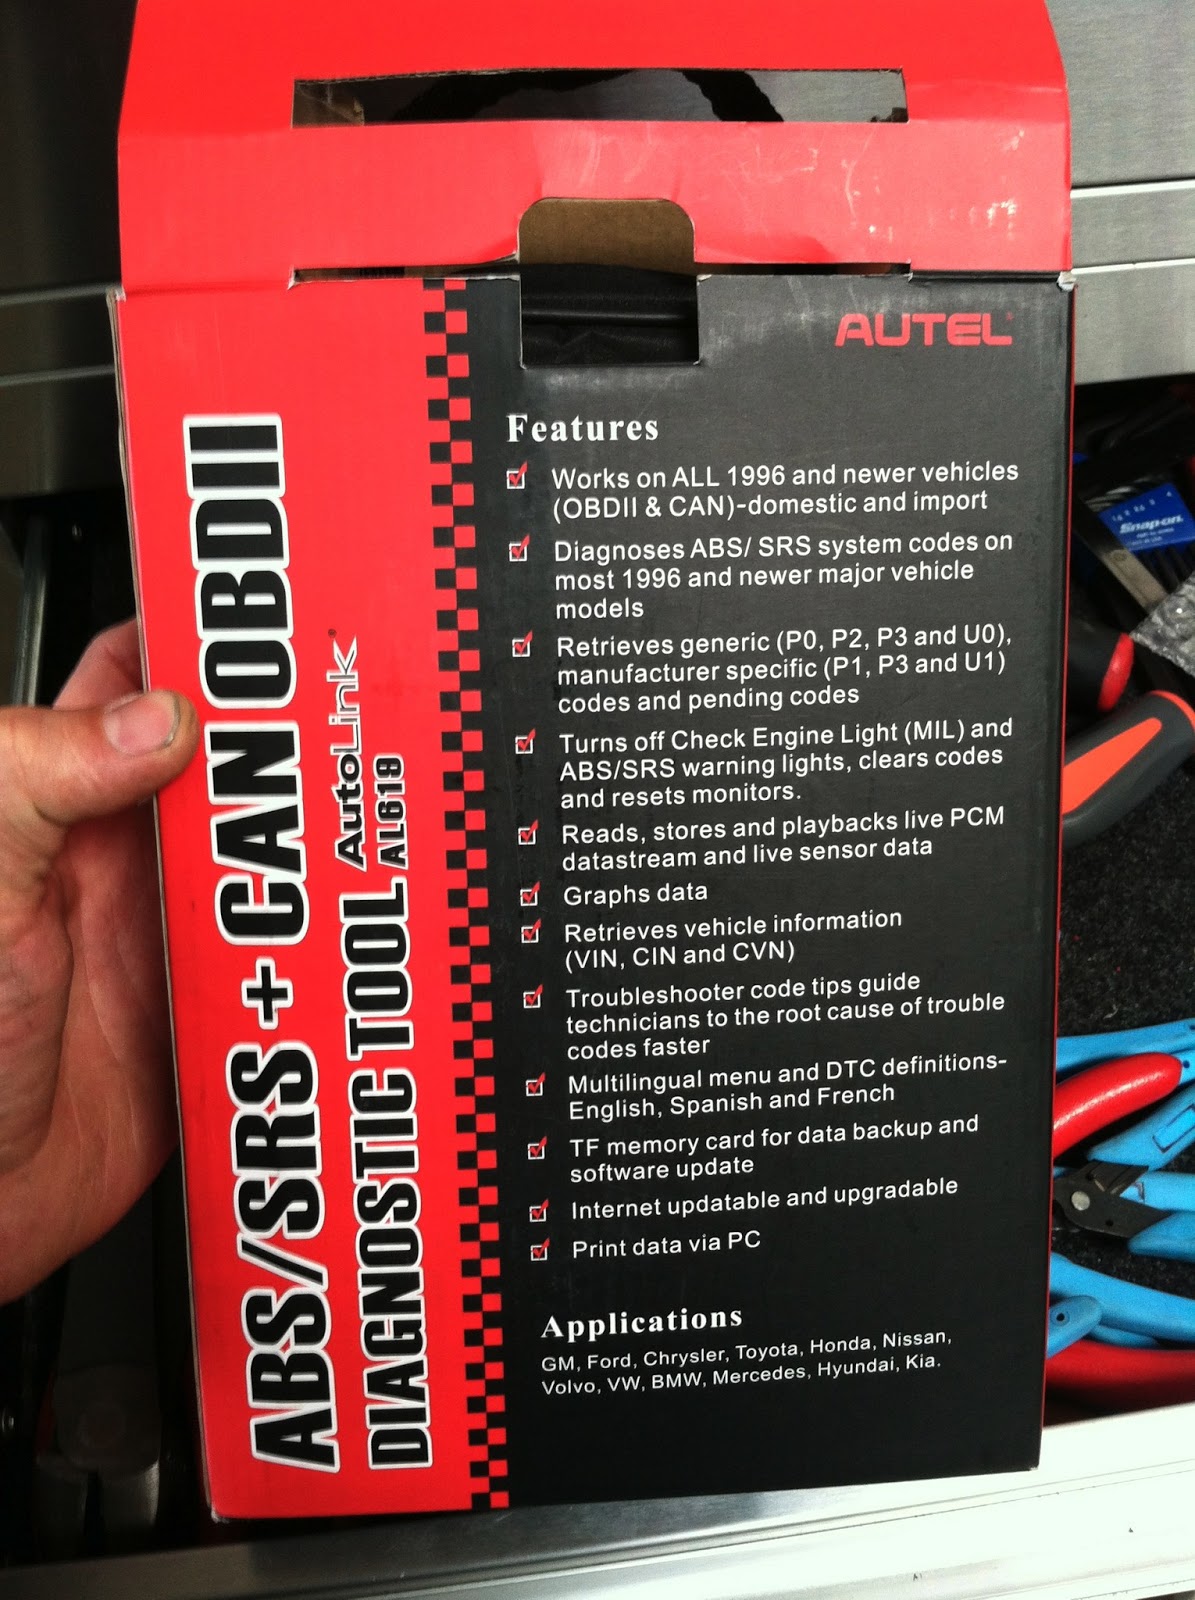 AUTEL
ABS/SRS + CAN OBDII
DIAGNOSTIC TOOL AutoLink®
AL619
Features
Works on ALL 1996 and newer vehicles
(OBDII & CAN)-domestic and import
Diagnoses ABS/ SRS system codes on
most 1996 and newer major vehicle
models
Retrieves generic (P0, P2, P3 and U0),
manufacturer specific (P1, P3 and U1)
codes and pending codes
Turns off Check Engine Light (MIL) and
ABS/SRS warning lights, clears codes
and resets monitors.
Reads, stores and playbacks live PCM
datastream and live sensor data
Graphs data
Retrieves vehicle information
(VIN, CIN and CVN)
Troubleshooter code tips guide
technicians to the root cause of trouble
codes faster
Multilingual menu and DTC definitions-
English, Spanish and French
TF memory card for data backup and
software update
Internet updatable and upgradable
Print data via PC
Applications
GM, Ford, Chrysler, Toyota, Honda, Nissan,
Volvo, VW, BMW, Mercedes, Hyundai, Kia.
Snap-on